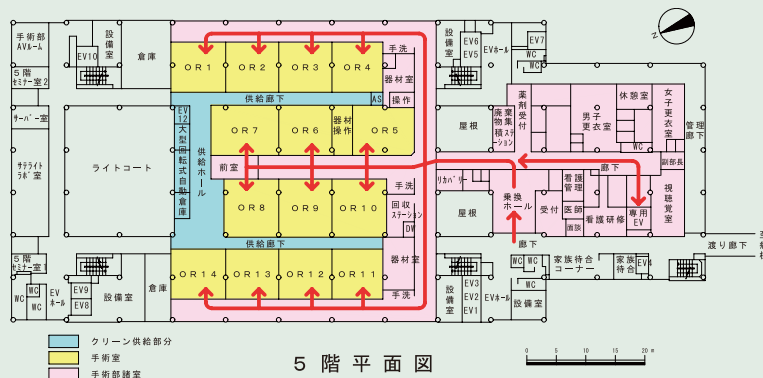 手術部
AVルーム
設備室
EV10
倉庫
5階
セミナー室2
サーバー室
サテライト
ラボ室
5階
セミナー室1
ライトコート
EV
12
大型回転式自動倉庫
供給ホール
OR1
OR2
OR3
OR4
手洗
器材室
操作
AS
供給廊下
OR7
OR6
器材
操作
OR5
前室
手洗
OR8
OR9
OR10
回収
ステーション
DW
供給廊下
器材室
OR14
OR13
OR12
OR11
手洗
WC
WC
WC
EV
ホール
EV9
EV8
設備室
倉庫
設備室
EV6
EV5
EVホール
EV7
WC
WC
屋根
薬剤受付
廃棄物集積ステーション
男子
更衣室
休憩室
WC
女子更衣室
管理廊下
廊下
副部長
リカバリー
乗換
ホール
看護
管理
受付
医師
面談
看護研修
専用
EV
視聴覚室
屋根
廊下
渡り廊下
設備室
EV3
EV2
EV1
EVホール
WC
WC
WC
設備室
家族待合
コーナー
家族
待合
EV4
クリーン供給部分
手術室
手術部諸室
5階平面図
0 5 10 15 20 m
Z